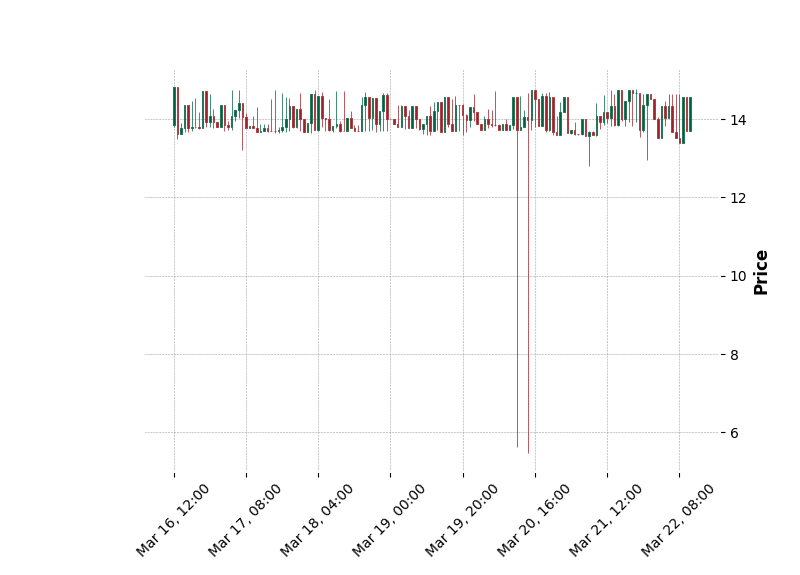 14
12
10
8
6
Price
Mar 16, 12:00
Mar 17, 08:00
Mar 18, 04:00
Mar 19, 00:00
Mar 19, 20:00
Mar 20, 16:00
Mar 21, 12:00
Mar 22, 08:00